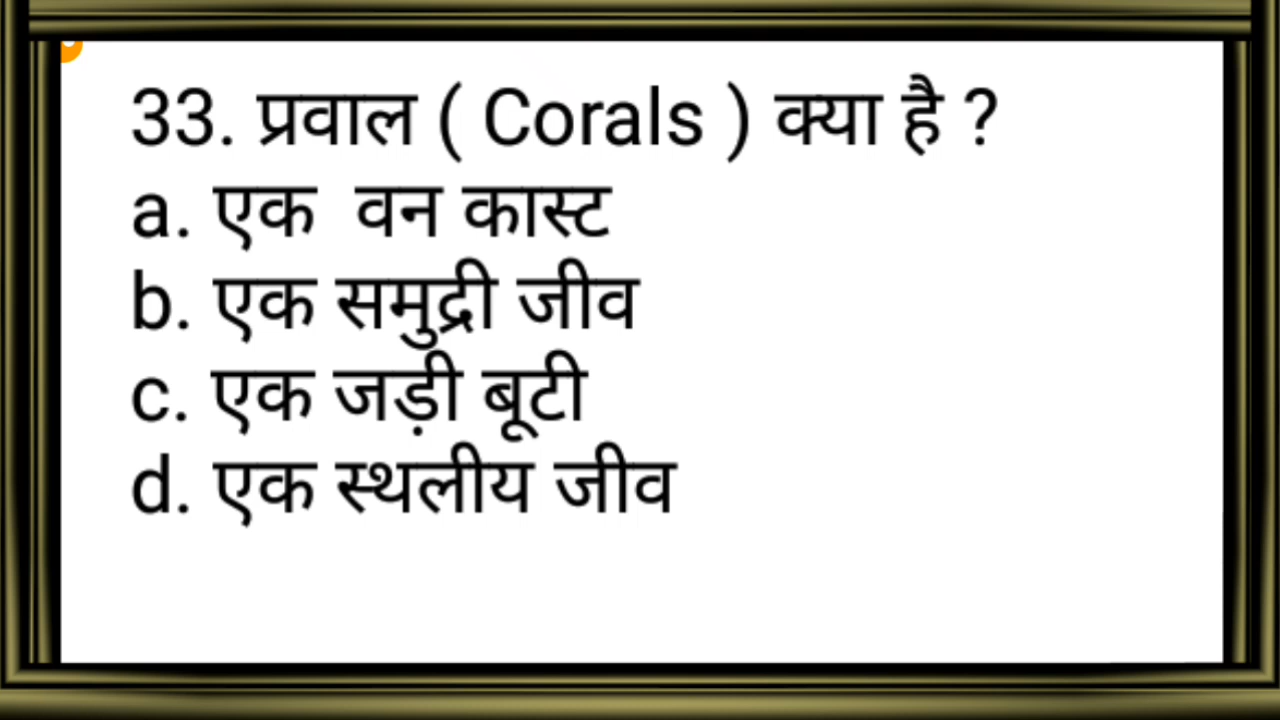 33. प्रवाल ( Corals ) क्या है ?
a. एक वन कास्ट
b. एक समुद्री जीव
c. एक जड़ी बूटी
d. एक स्थलीय जीव